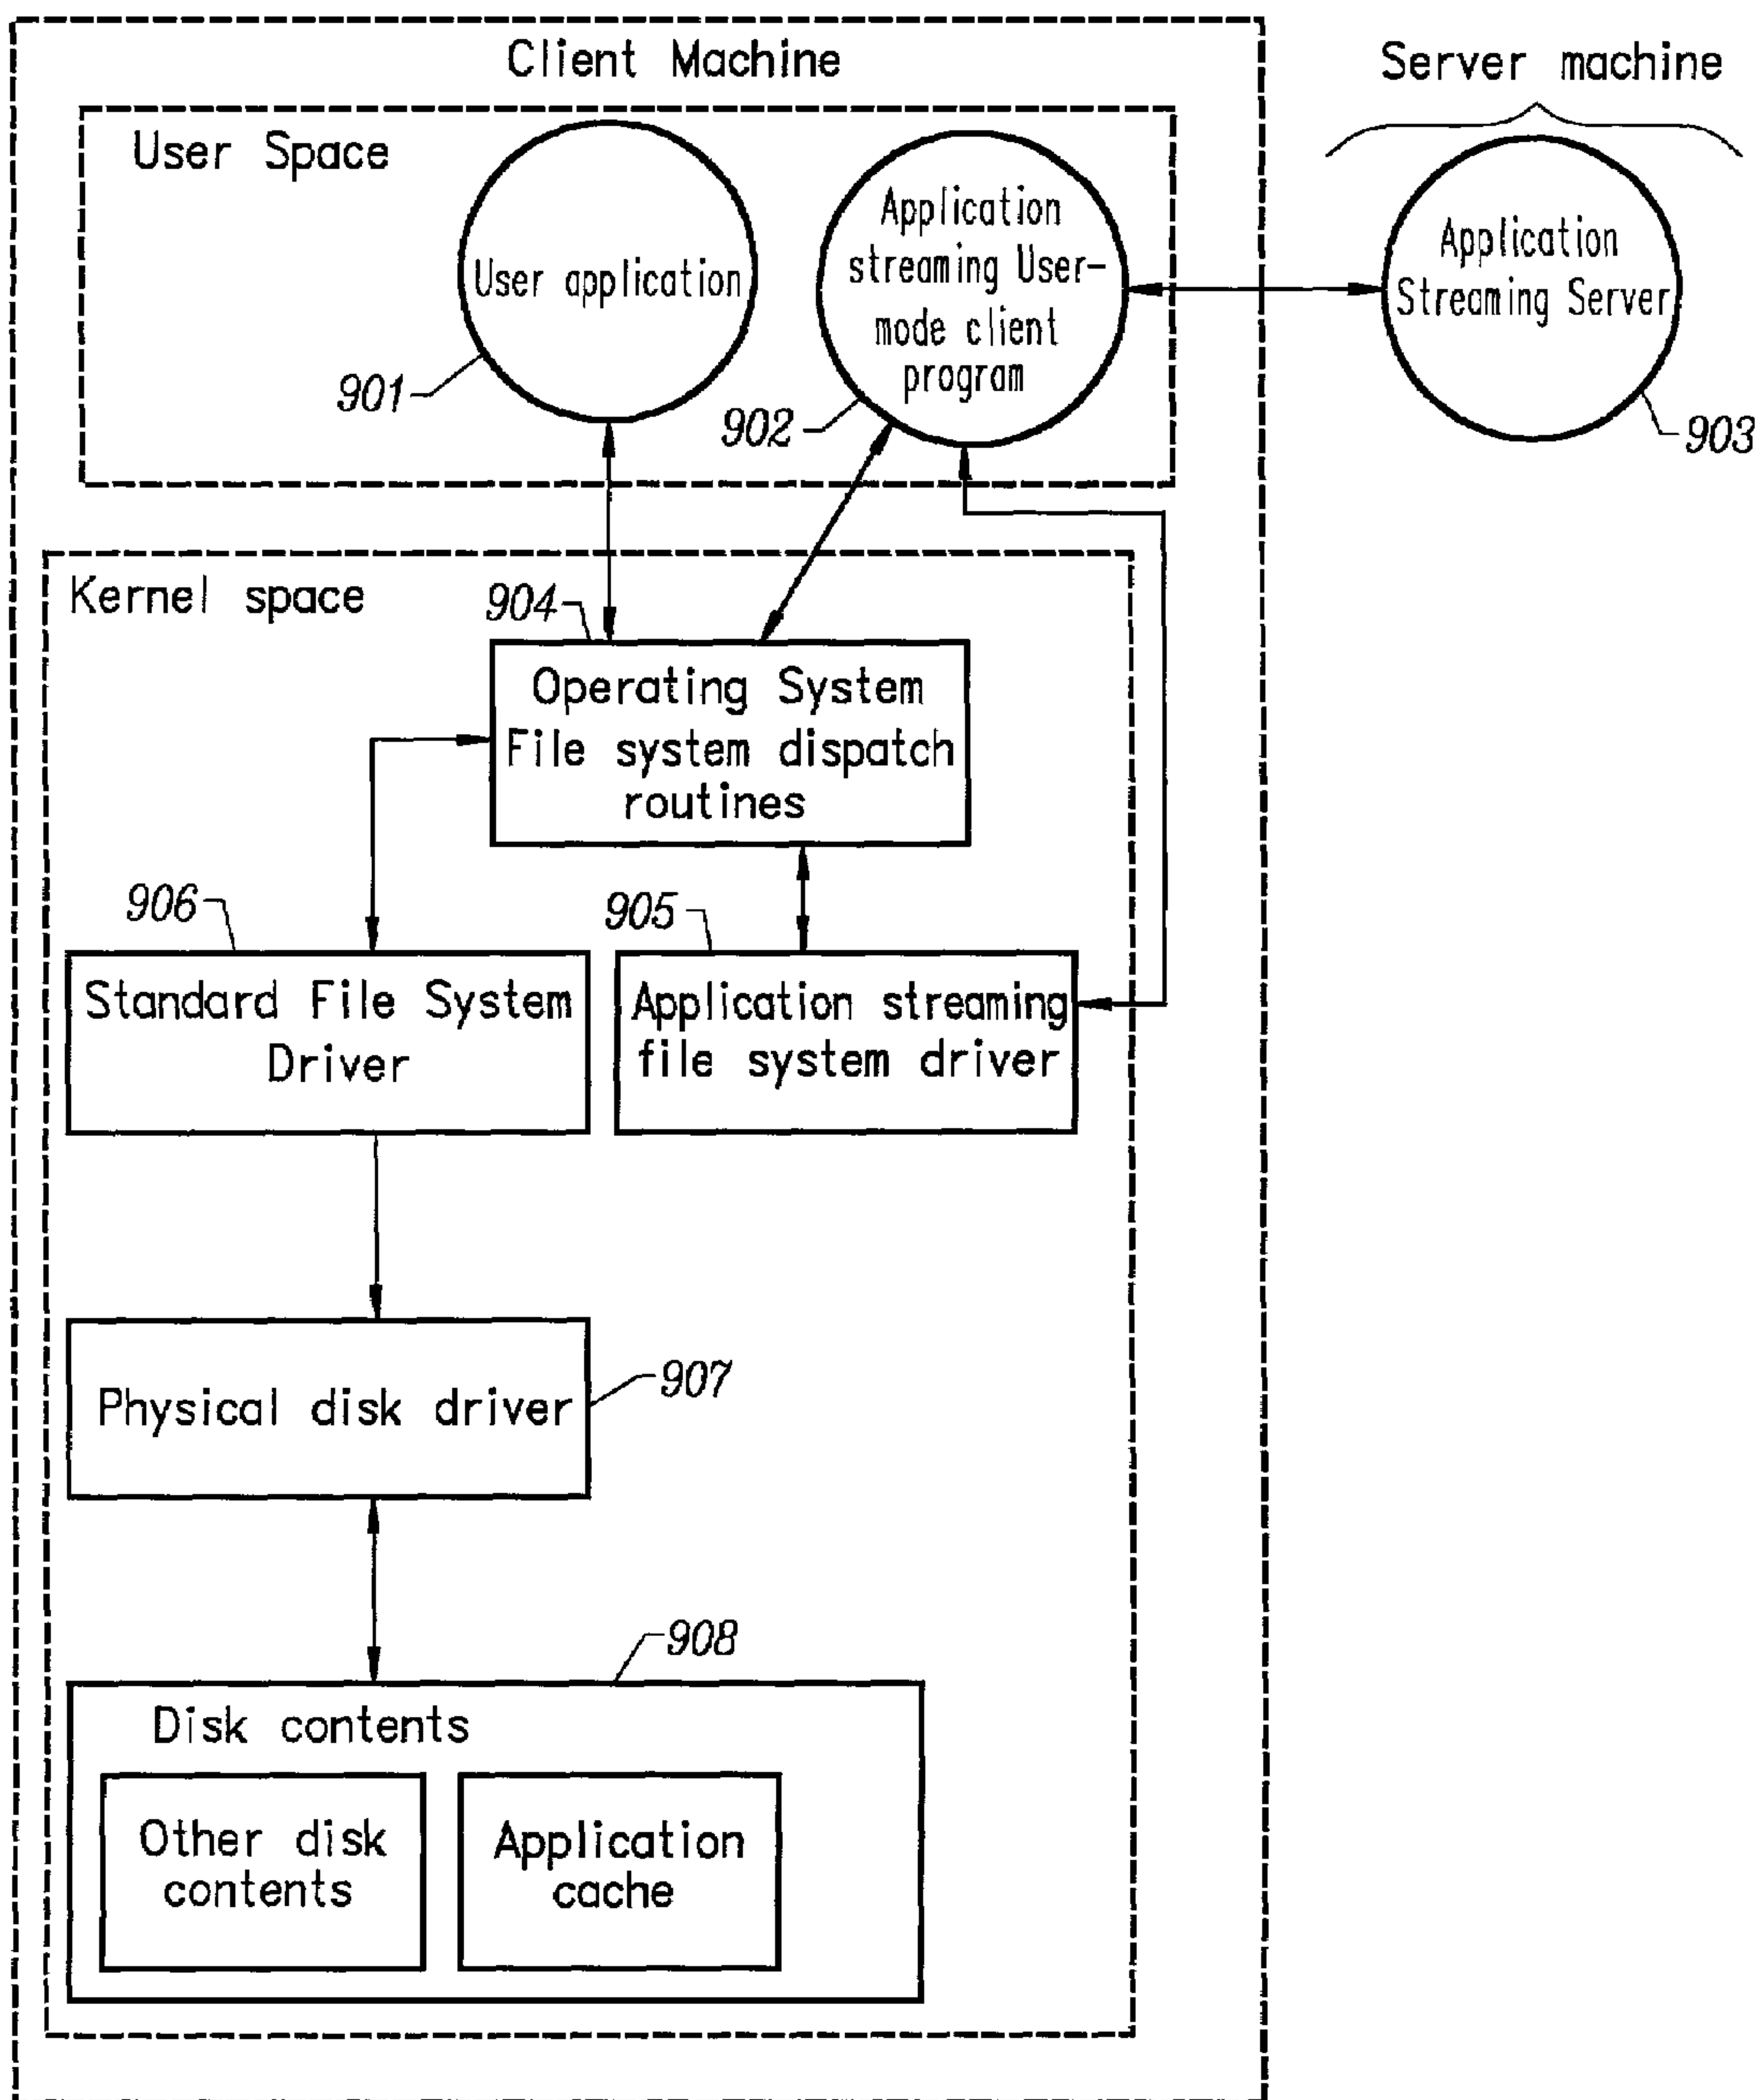 Client Machine
Server machine
User Space
User application
Application
streaming User-
mode client
program
Application
Streaming Server
901
902
903
Kernel space
904
Operating System
File system dispatch
routines
906
905
Standard File System
Driver
Application streaming
file system driver
Physical disk driver
907
908
Disk contents
Other disk
contents
Application
cache